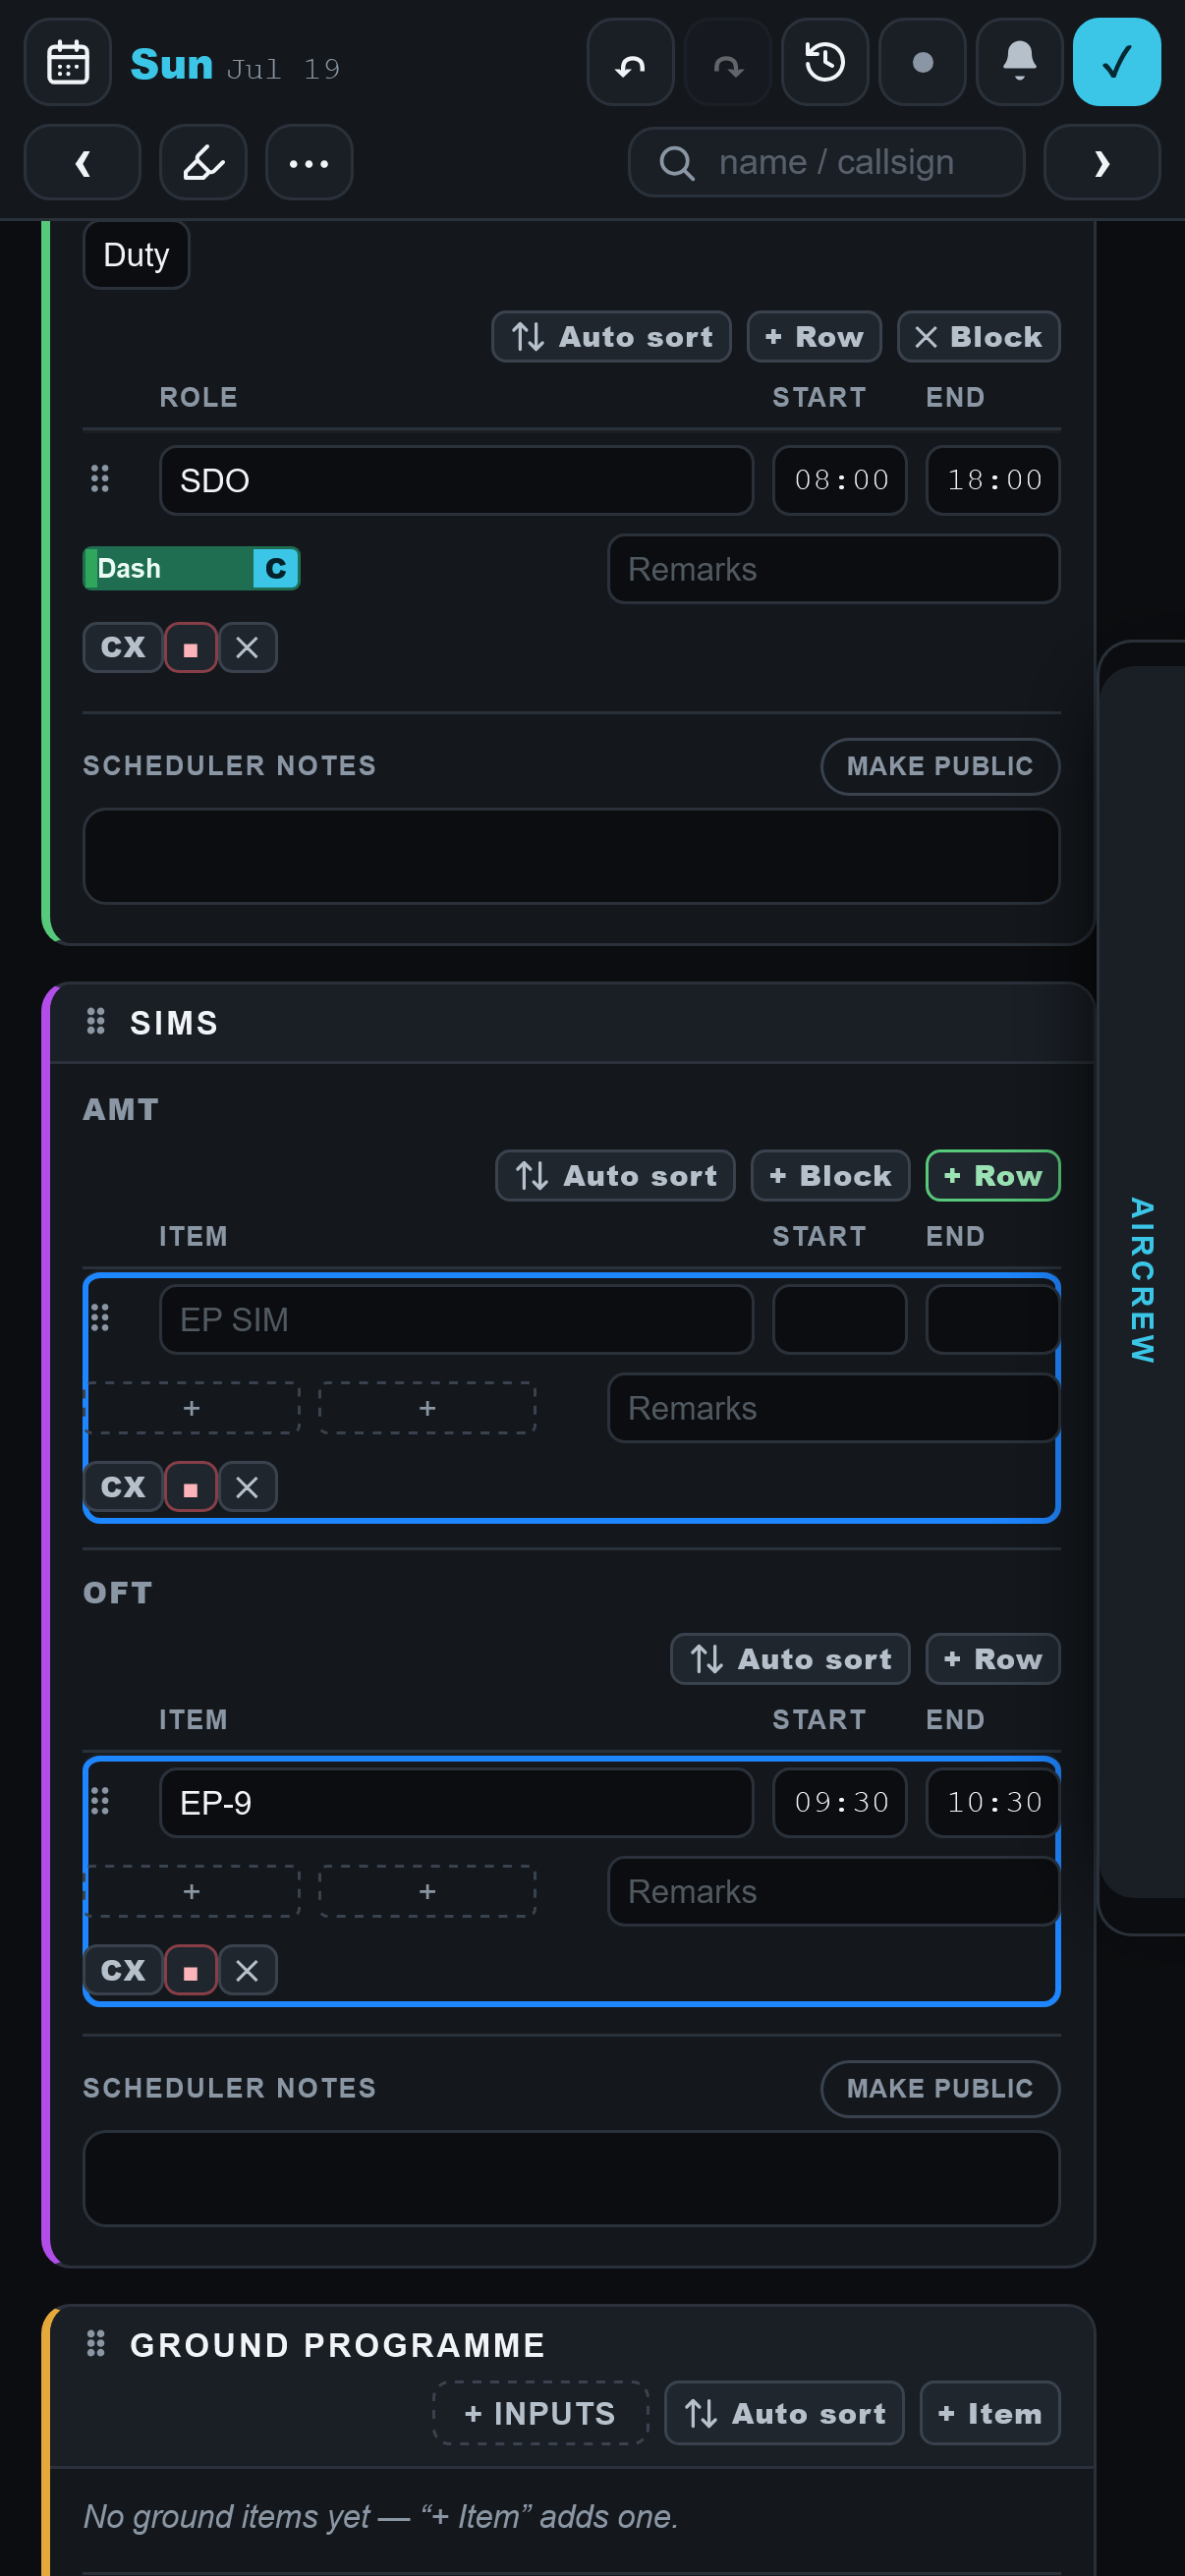 Sun Jul 19
name / callsign
Duty
Auto sort + Row × Block
ROLE START END
SDO 08:00 18:00
Dash C Remarks
CX ×
SCHEDULER NOTES MAKE PUBLIC
SIMS
AMT
Auto sort + Block + Row
ITEM START END
EP SIM
+ + Remarks
CX ×
OFT
Auto sort + Row
ITEM START END
EP-9 09:30 10:30
+ + Remarks
CX ×
SCHEDULER NOTES MAKE PUBLIC
AIRCREW
GROUND PROGRAMME
+ INPUTS Auto sort + Item
No ground items yet — “+ Item” adds one.